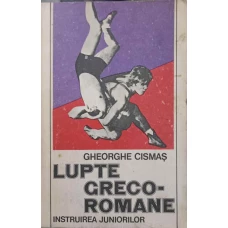 GHEORGHE CISMAȘ
LUPTE
GRECO-
ROMANE
INSTRUIREA JUNIORILOR